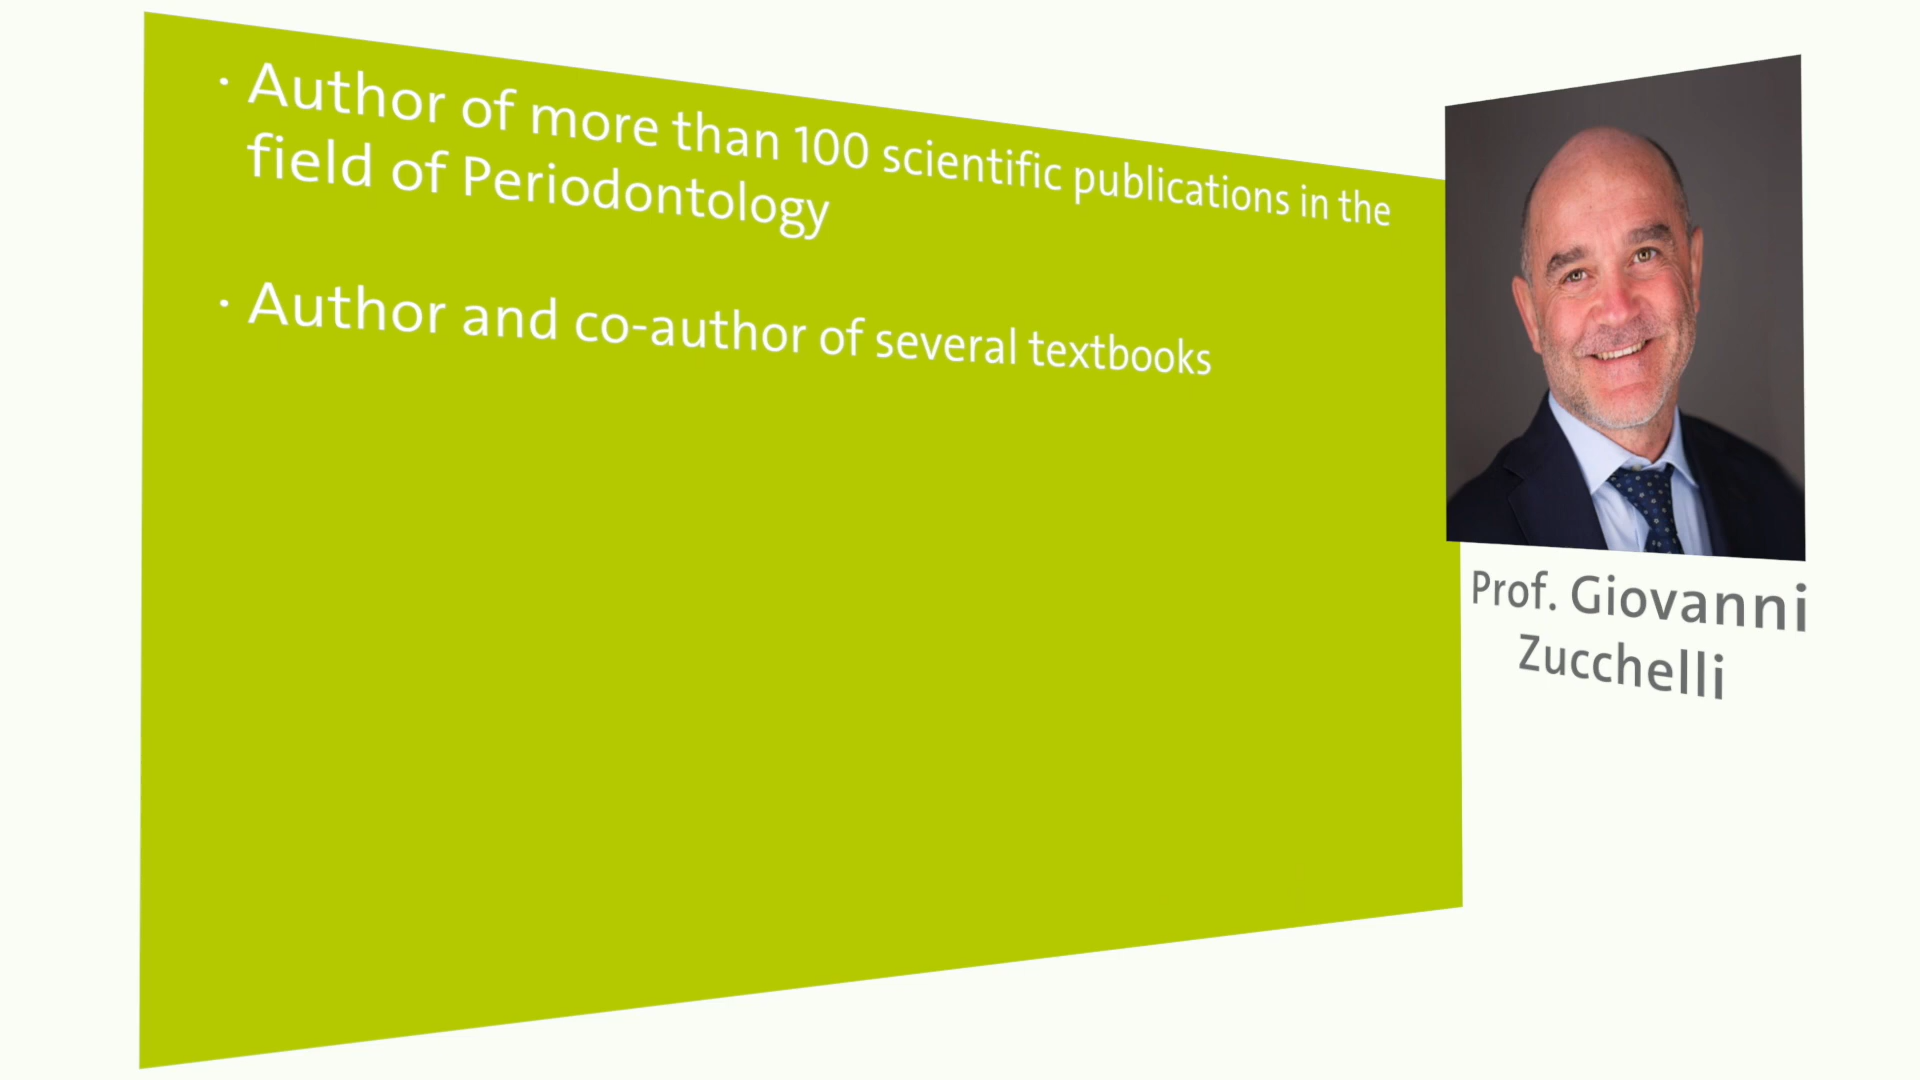 · Author of more than 100 scientific publications in the
field of Periodontology
· Author and co-author of several textbooks
Prof. Giovanni
Zucchelli